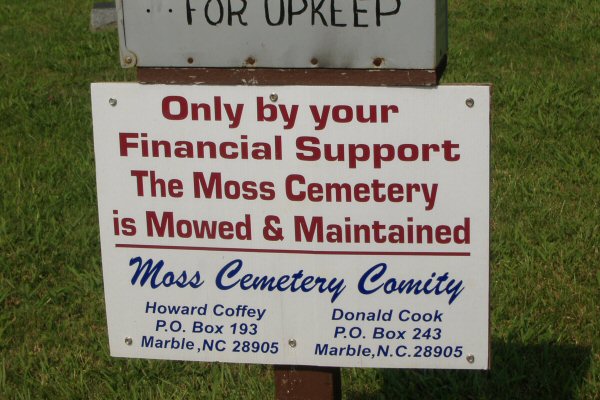 ...FOR UPKEEP
Only by your
Financial Support
The Moss Cemetery
is Mowed & Maintained
Moss Cemetery Comity
Howard Coffey
P.O. Box 193
Marble,NC 28905
Donald Cook
P.O. Box 243
Marble,N.C.28905